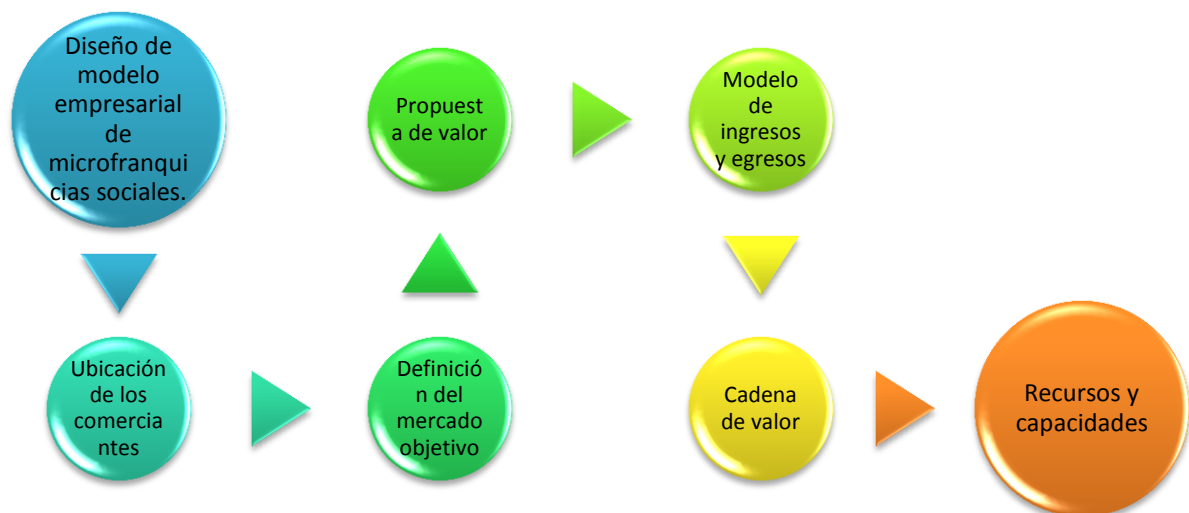 Diseño de
modelo
empresarial
de
microfranqui
cias sociales.
Ubicación
de los
comercia
ntes
Definició
n del
mercado
objetivo
Propuest
a de valor
Modelo
de
ingresos
y egresos
Cadena
de valor
Recursos y
capacidades